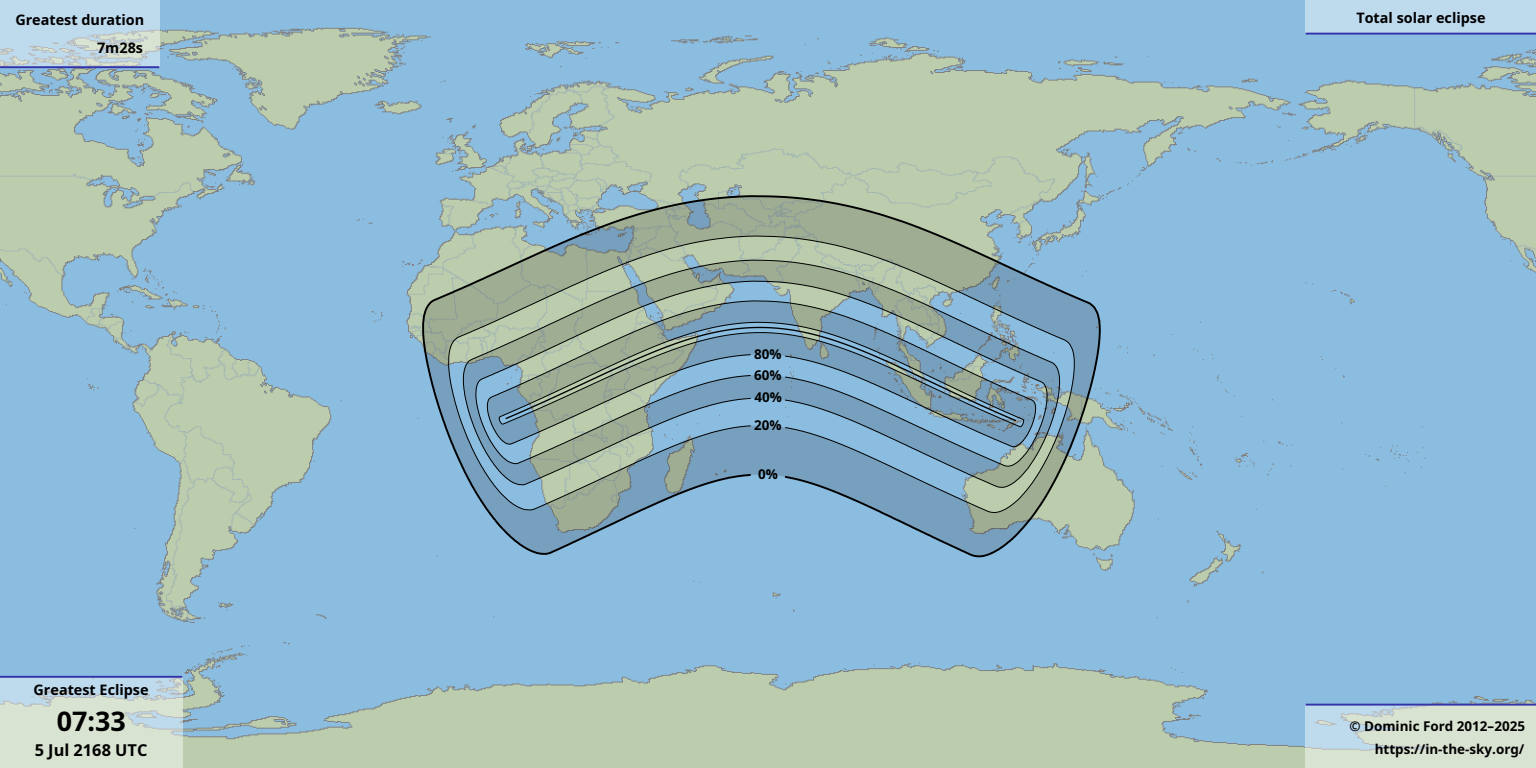 Greatest duration
7m28s
Total solar eclipse
80%
60%
40%
20%
0%
Greatest Eclipse
07:33
5 Jul 2168 UTC
© Dominic Ford 2012–2025
https://in-the-sky.org/